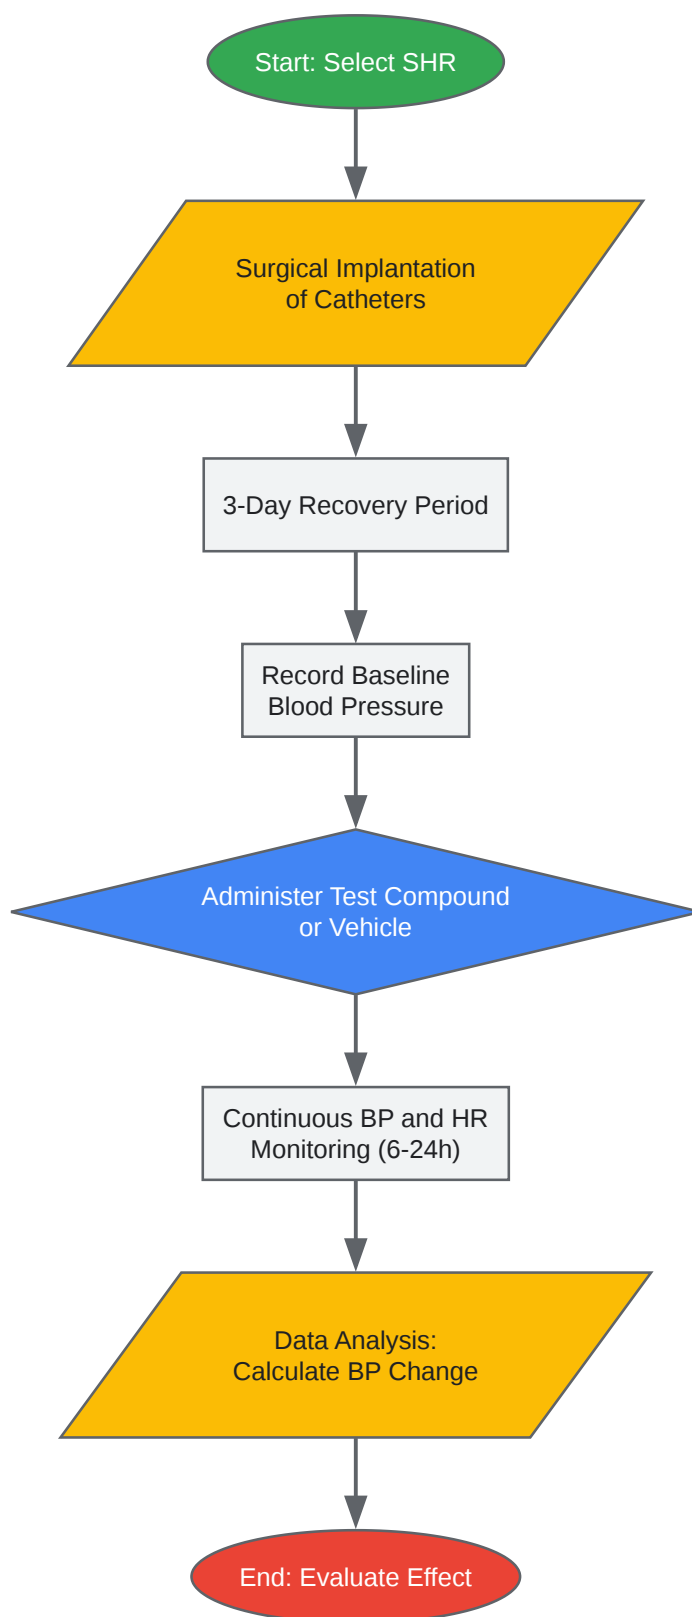 Start: Select SHR
Surgical Implantation
of Catheters
3-Day Recovery Period
Record Baseline
Blood Pressure
Administer Test Compound
or Vehicle
Continuous BP and HR
Monitoring (6-24h)
Data Analysis:
Calculate BP Change
End: Evaluate Effect